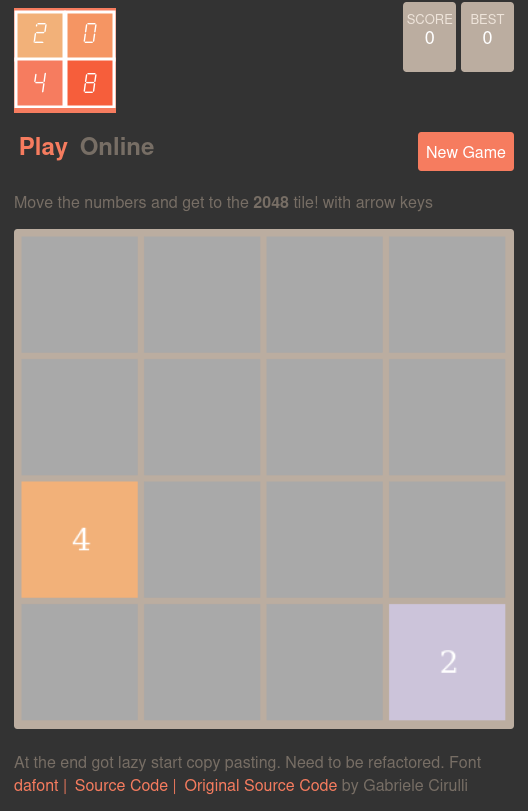 2 0
4 8
SCORE
0
BEST
0
Play Online
New Game
Move the numbers and get to the 2048 tile! with arrow keys
4
2
At the end got lazy start copy pasting. Need to be refactored. Font
dafont | Source Code | Original Source Code by Gabriele Cirulli